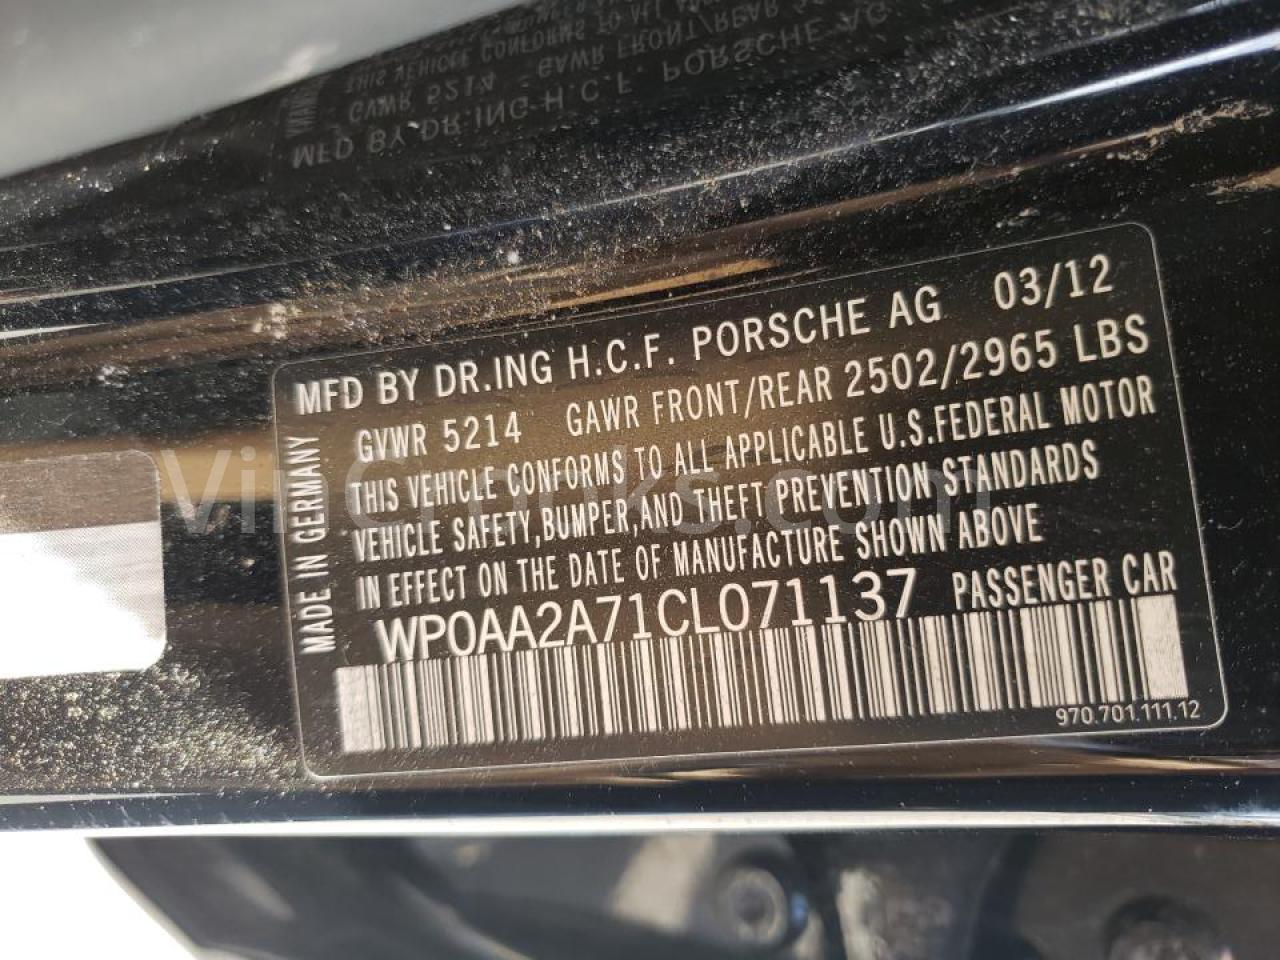 MFD BY DR.ING H.C.F. PORSCHE AG 03/12
GVWR 5214 GAWR FRONT/REAR 2502/2965 LBS
THIS VEHICLE CONFORMS TO ALL APPLICABLE U.S.FEDERAL MOTOR
VEHICLE SAFETY,BUMPER,AND THEFT PREVENTION STANDARDS
IN EFFECT ON THE DATE OF MANUFACTURE SHOWN ABOVE
WP0AA2A71CL071137 PASSENGER CAR
970.701.111.12
MADE IN GERMANY